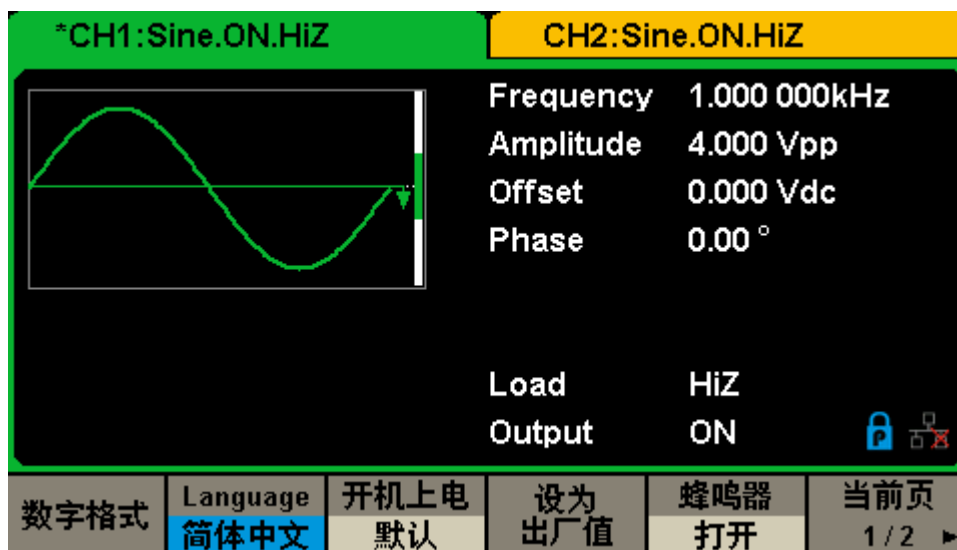 *CH1:Sine.ON.HiZ
CH2:Sine.ON.HiZ
Frequency 1.000 000kHz
Amplitude 4.000 Vpp
Offset 0.000 Vdc
Phase 0.00 °
Load HiZ
Output ON
P
数字格式
Language
简体中文
开机上电
默认
设为
出厂值
蜂鸣器
打开
当前页
1/2 ►